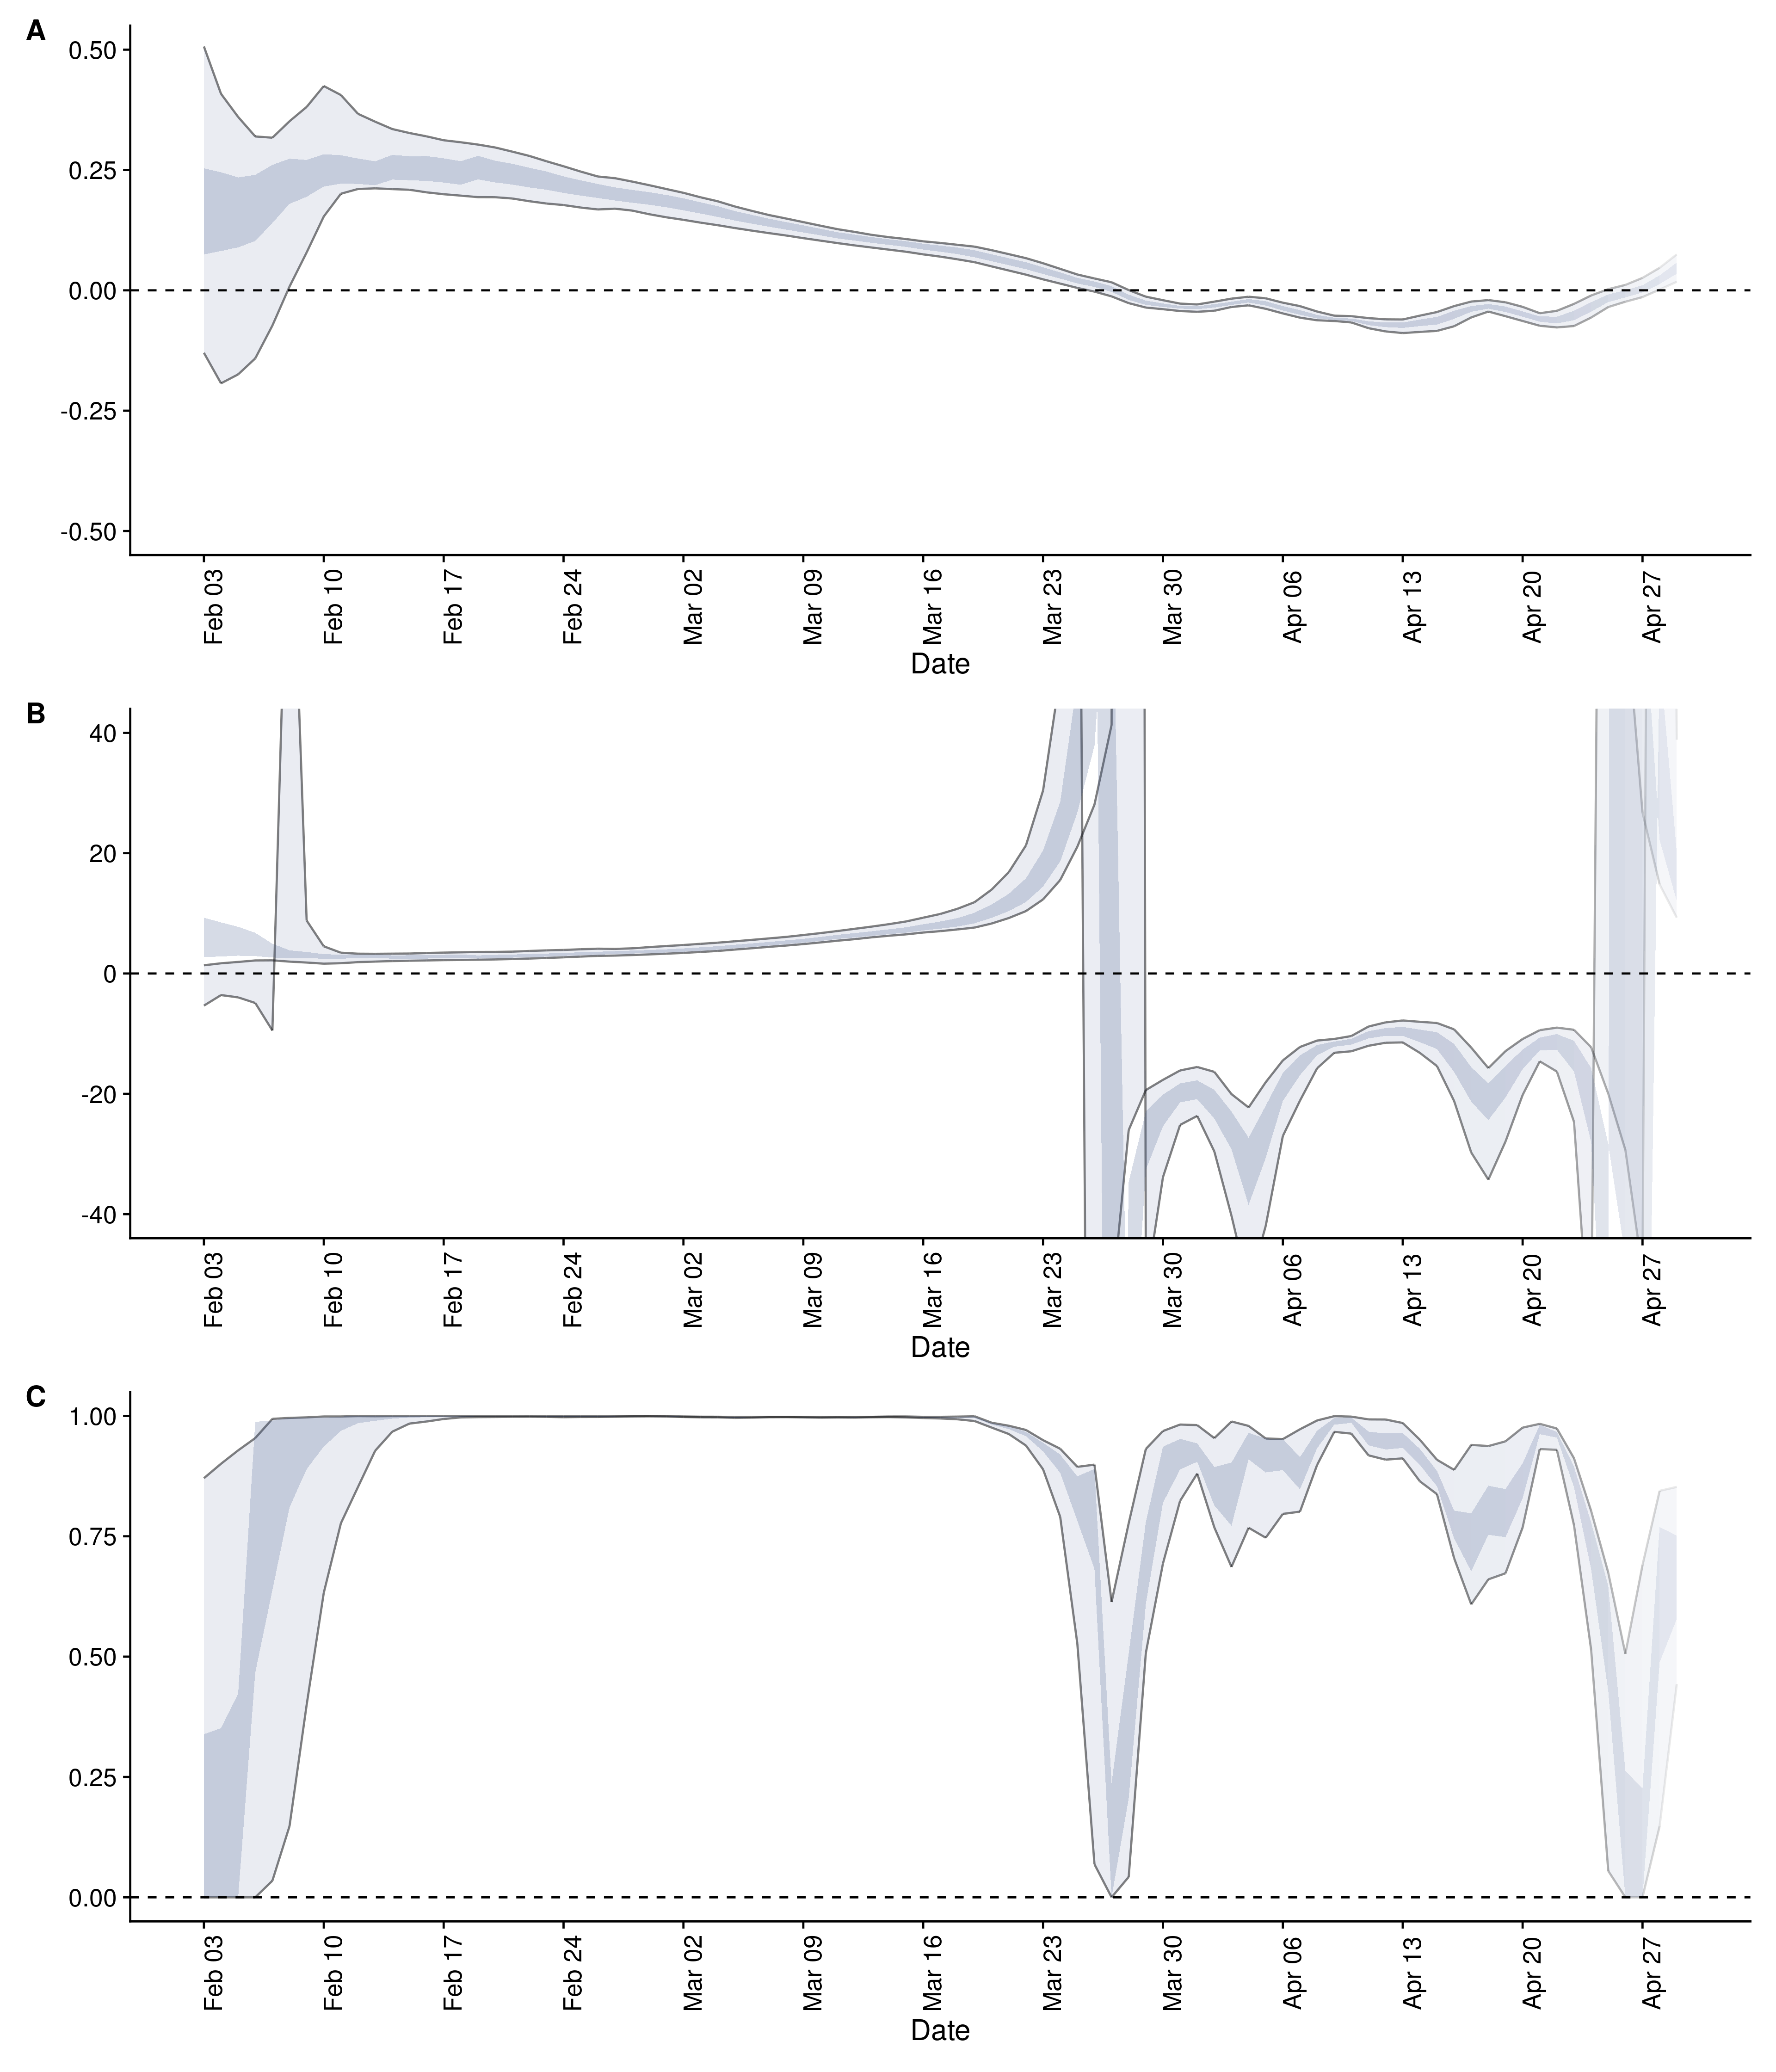 A
0.50
0.25
0.00
-0.25
-0.50
Feb 03
Feb 10
Feb 17
Feb 24
Mar 02
Mar 09
Mar 16
Mar 23
Mar 30
Apr 06
Apr 13
Apr 20
Apr 27
Date
B
40
20
0
-20
-40
Feb 03
Feb 10
Feb 17
Feb 24
Mar 02
Mar 09
Mar 16
Mar 23
Mar 30
Apr 06
Apr 13
Apr 20
Apr 27
Date
C
1.00
0.75
0.50
0.25
0.00
Feb 03
Feb 10
Feb 17
Feb 24
Mar 02
Mar 09
Mar 16
Mar 23
Mar 30
Apr 06
Apr 13
Apr 20
Apr 27
Date